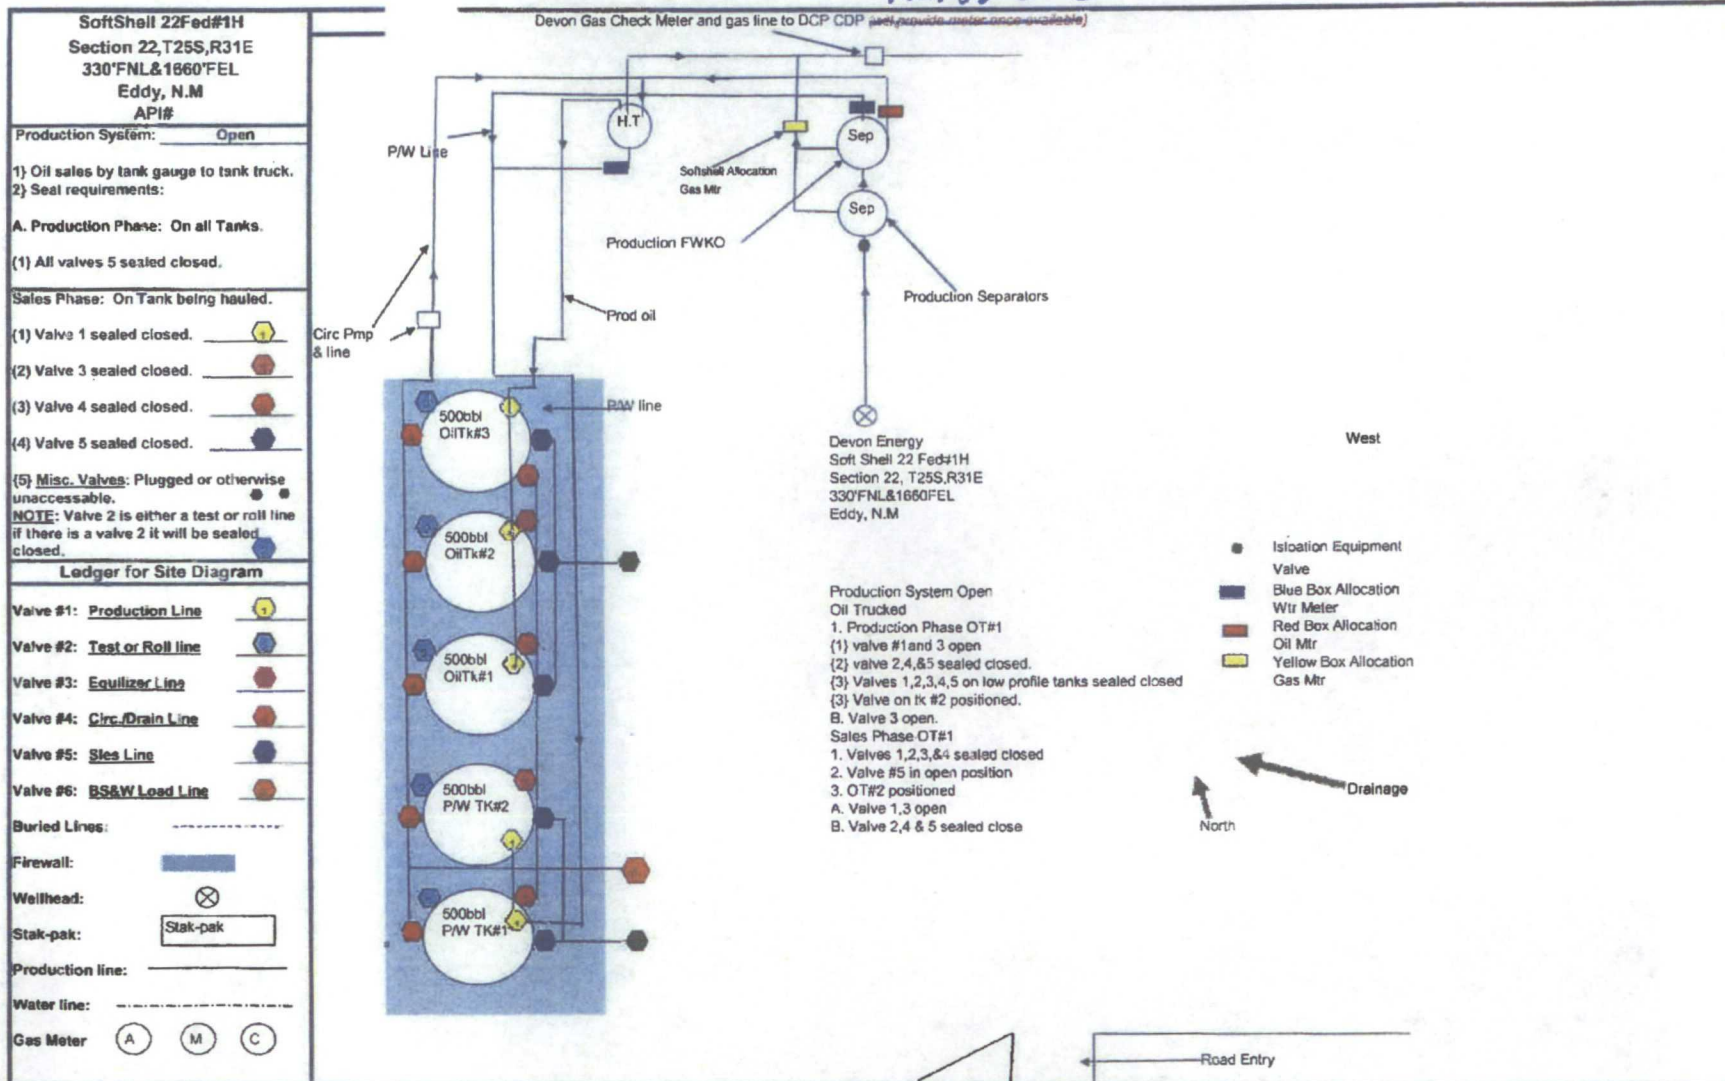 SoftShell 22Fed#1H
Section 22,T25S,R31E
330'FNL&1660'FEL
Eddy, N.M
API#
Production System: Open
1} Oil sales by tank gauge to tank truck.
2} Seal requirements:
A. Production Phase: On all Tanks.
(1) All valves 5 sealed closed.
Sales Phase: On Tank being hauled.
(1) Valve 1 sealed closed.
(2) Valve 3 sealed closed.
(3) Valve 4 sealed closed.
(4) Valve 5 sealed closed.
{5} Misc. Valves: Plugged or otherwise
unaccessable.
NOTE: Valve 2 is either a test or roll line
if there is a valve 2 it will be sealed
closed.
Ledger for Site Diagram
Valve #1: Production Line
Valve #2: Test or Roll line
Valve #3: Equilizer Line
Valve #4: Circ./Drain Line
Valve #5: Sles Line
Valve #6: BS&W Load Line
Buried Lines:
Firewall:
Wellhead:
Stak-pak: Stak-pak
Production line:
Water line:
Gas Meter A M C
Devon Gas Check Meter and gas line to DCP CDP (will provide meter once available)
H.T
Sep
Sep
P/W Line
Softshell Allocation
Gas Mtr
Production FWKO
Production Separators
Prod oil
Circ Pmp
& line
P/W line
500bbl
OilTk#3
500bbl
OilTk#2
500bbl
OilTk#1
500bbl
P/W TK#2
500bbl
P/W TK#1
Devon Energy
Soft Shell 22 Fed#1H
Section 22, T25S,R31E
330'FNL&1660FEL
Eddy, N.M
West
Isloation Equipment
Valve
Blue Box Allocation
Wtr Meter
Red Box Allocation
Oil Mtr
Yellow Box Allocation
Gas Mtr
Production System Open
Oil Trucked
1. Production Phase OT#1
{1} valve #1and 3 open
{2} valve 2,4,&5 sealed closed.
{3} Valves 1,2,3,4,5 on low profile tanks sealed closed
{3} Valve on tk #2 positioned.
B. Valve 3 open.
Sales Phase OT#1
1. Valves 1,2,3,&4 sealed closed
2. Valve #5 in open position
3. OT#2 positioned
A. Valve 1,3 open
B. Valve 2,4 & 5 sealed close
Drainage
North
Road Entry